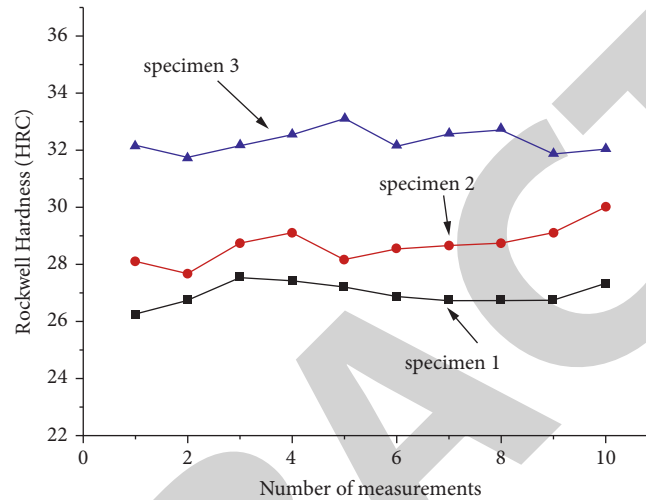 36
34
32
30
28
26
24
22
0
2
4
6
8
10
Rockwell Hardness (HRC)
Number of measurements
specimen 3
specimen 2
specimen 1